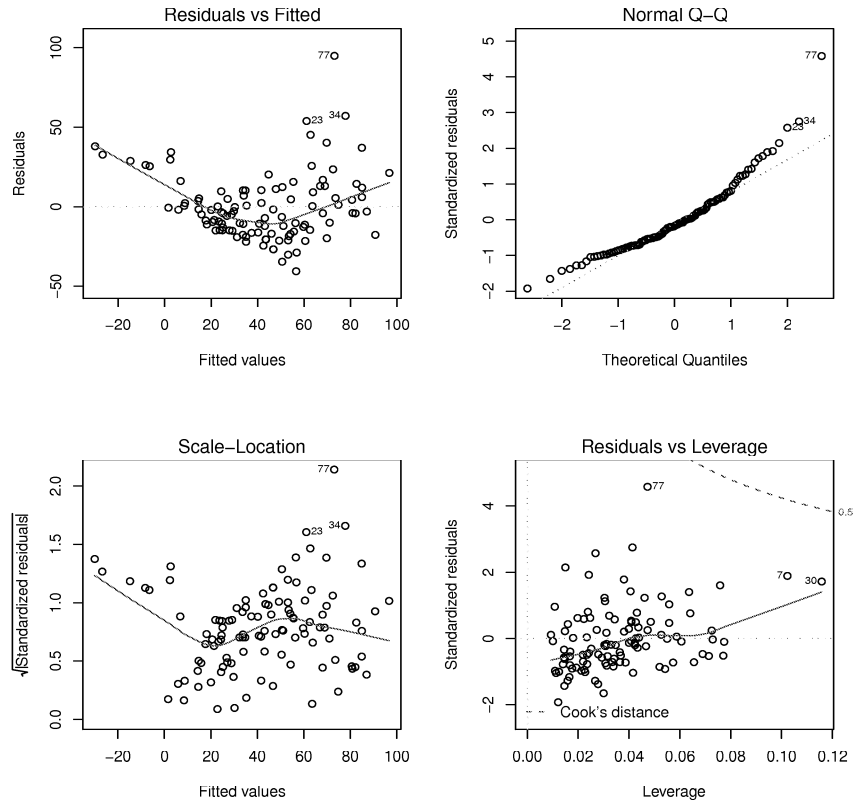 Residuals vs Fitted
Residuals
100
50
0
−50
77
34
23
−20 0 20 40 60 80 100
Fitted values
Normal Q−Q
Standardized residuals
5
4
3
2
1
0
−1
−2
77
34
23
−2 −1 0 1 2
Theoretical Quantiles
Scale−Location
√|Standardized residuals|
2.0
1.5
1.0
0.5
0.0
77
34
23
−20 0 20 40 60 80 100
Fitted values
Residuals vs Leverage
Standardized residuals
4
2
0
−2
77
0.5
7
30
Cook's distance
0.00 0.02 0.04 0.06 0.08 0.10 0.12
Leverage